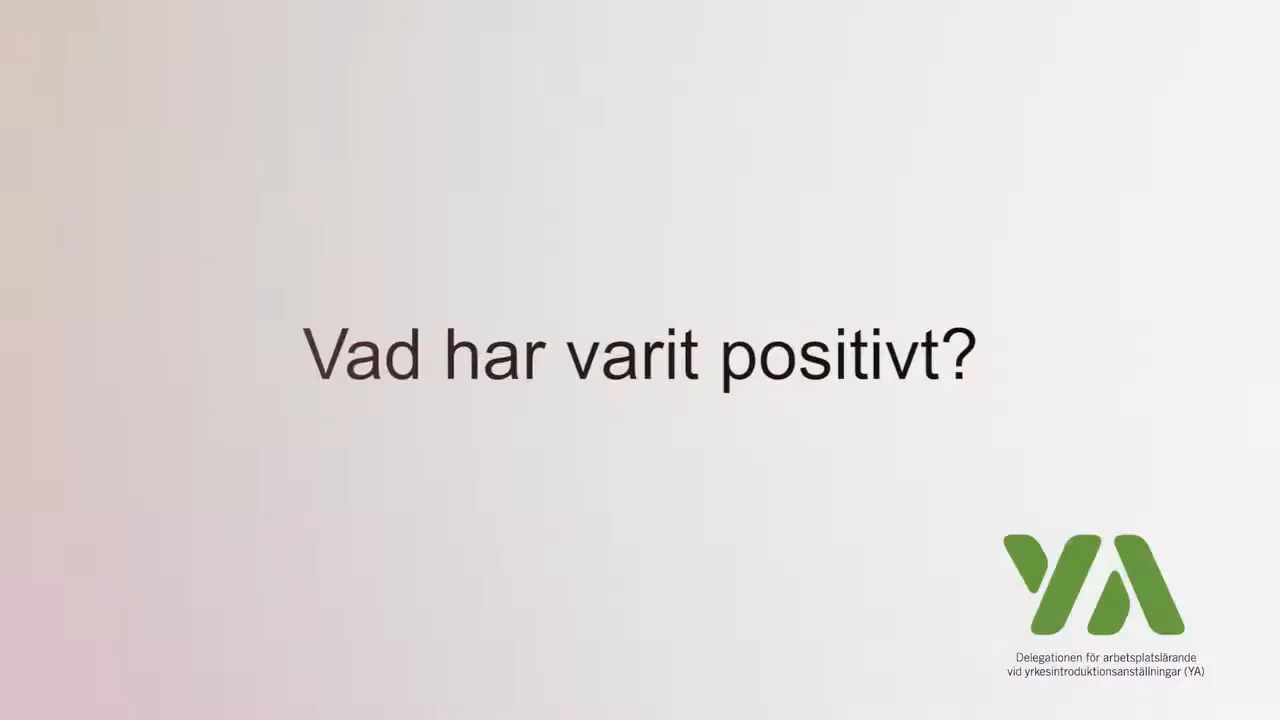 Vad har varit positivt?
YA
Delegationen för arbetsplatslärande
vid yrkesintroduktionsanställningar (YA)